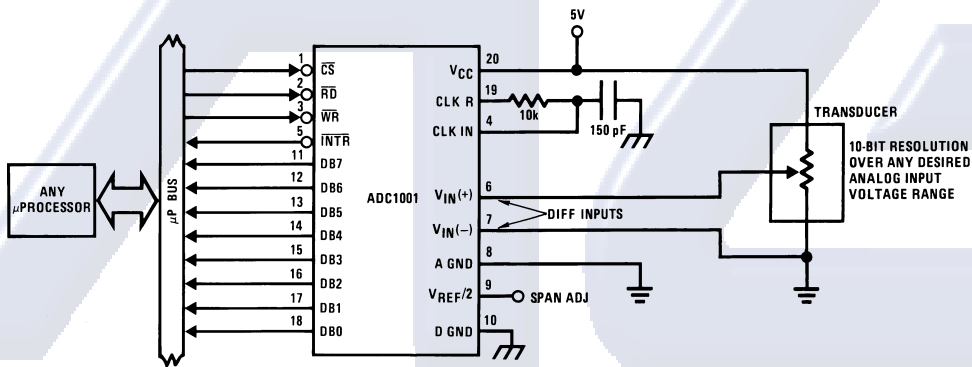 5V
1
CS
2
RD
3
WR
5
INTR
11
DB7
12
DB6
13
DB5
14
DB4
15
DB3
16
DB2
17
DB1
18
DB0
ANY
μPROCESSOR
μP BUS
ADC1001
VCC
20
CLK R
19
10k
150 pF
CLK IN
4
VIN(+)
6
DIFF INPUTS
VIN(–)
7
A GND
8
VREF/2
9
SPAN ADJ
D GND
10
TRANSDUCER
10-BIT RESOLUTION
OVER ANY DESIRED
ANALOG INPUT
VOLTAGE RANGE